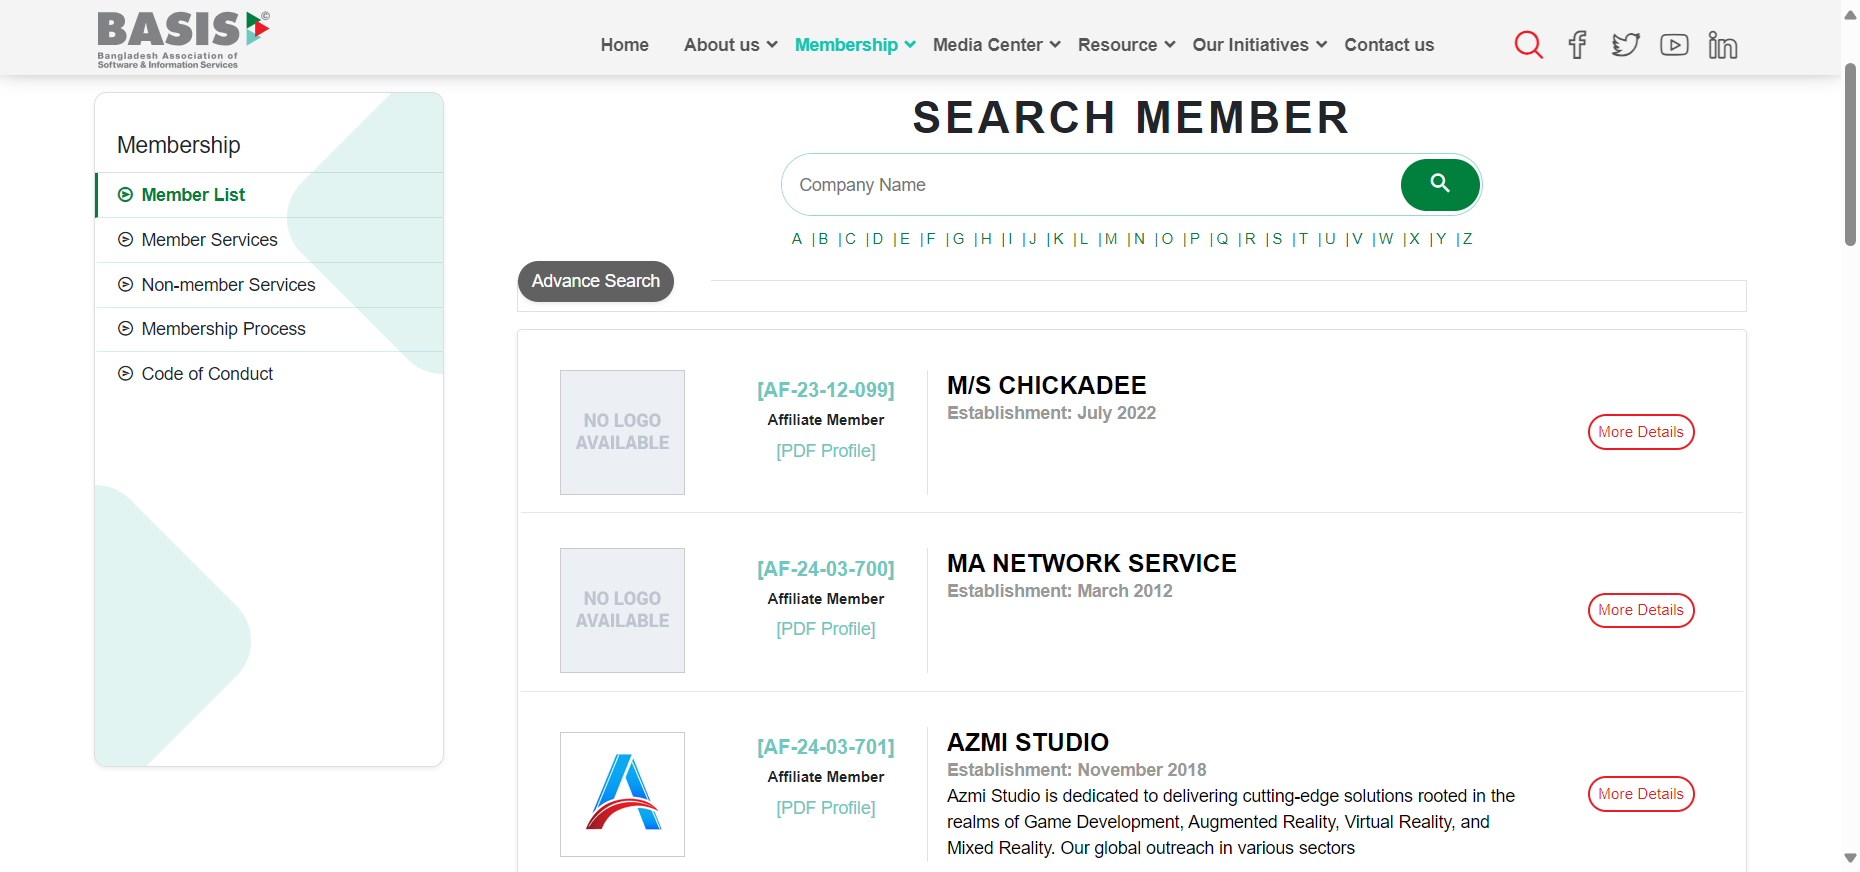 BASIS ©
Bangladesh Association of
Software & Information Services
Home About us Membership Media Center Resource Our Initiatives Contact us
Membership
Member List
Member Services
Non-member Services
Membership Process
Code of Conduct
SEARCH MEMBER
Company Name
A |B |C |D |E |F |G |H |I |J |K |L |M |N |O |P |Q |R |S |T |U |V |W |X |Y |Z
Advance Search
NO LOGO
AVAILABLE
[AF-23-12-099]
Affiliate Member
[PDF Profile]
M/S CHICKADEE
Establishment: July 2022
More Details
NO LOGO
AVAILABLE
[AF-24-03-700]
Affiliate Member
[PDF Profile]
MA NETWORK SERVICE
Establishment: March 2012
More Details
[AF-24-03-701]
Affiliate Member
[PDF Profile]
AZMI STUDIO
Establishment: November 2018
Azmi Studio is dedicated to delivering cutting-edge solutions rooted in the
realms of Game Development, Augmented Reality, Virtual Reality, and
Mixed Reality. Our global outreach in various sectors
More Details